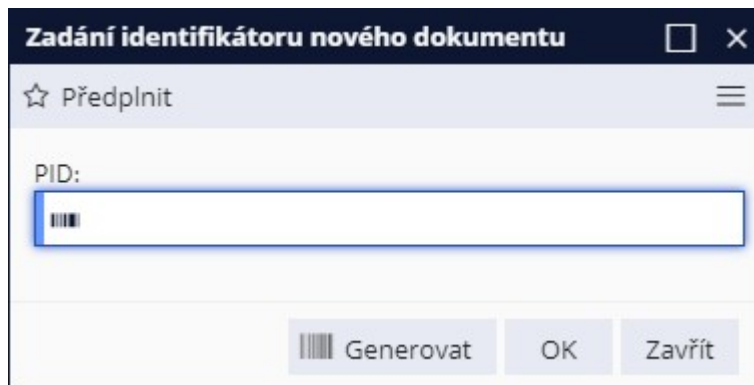 Zadání identifikátoru nového dokumentu
Předplnit
PID:
Generovat OK Zavřít